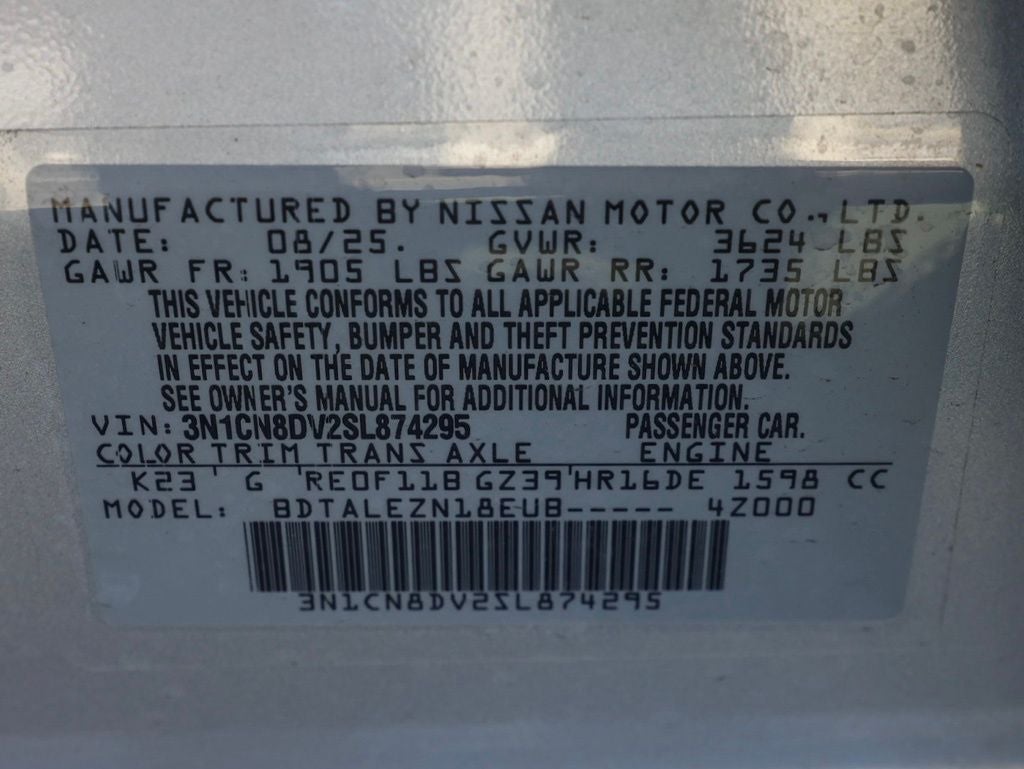 MANUFACTURED BY NISSAN MOTOR CO., LTD.
DATE: 08/25. GVWR: 3624 LBS
GAWR FR: 1905 LBS GAWR RR: 1735 LBS
THIS VEHICLE CONFORMS TO ALL APPLICABLE FEDERAL MOTOR
VEHICLE SAFETY, BUMPER AND THEFT PREVENTION STANDARDS
IN EFFECT ON THE DATE OF MANUFACTURE SHOWN ABOVE.
SEE OWNER'S MANUAL FOR ADDITIONAL INFORMATION.
VIN: 3N1CN8DV2SL874295 PASSENGER CAR.
COLOR TRIM TRANS AXLE ENGINE
K23 G RE0F11B GZ39 HR16DE 1598 CC
MODEL: BDTALEZN18EUB----- 4Z000
3N1CN8DV2SL874295